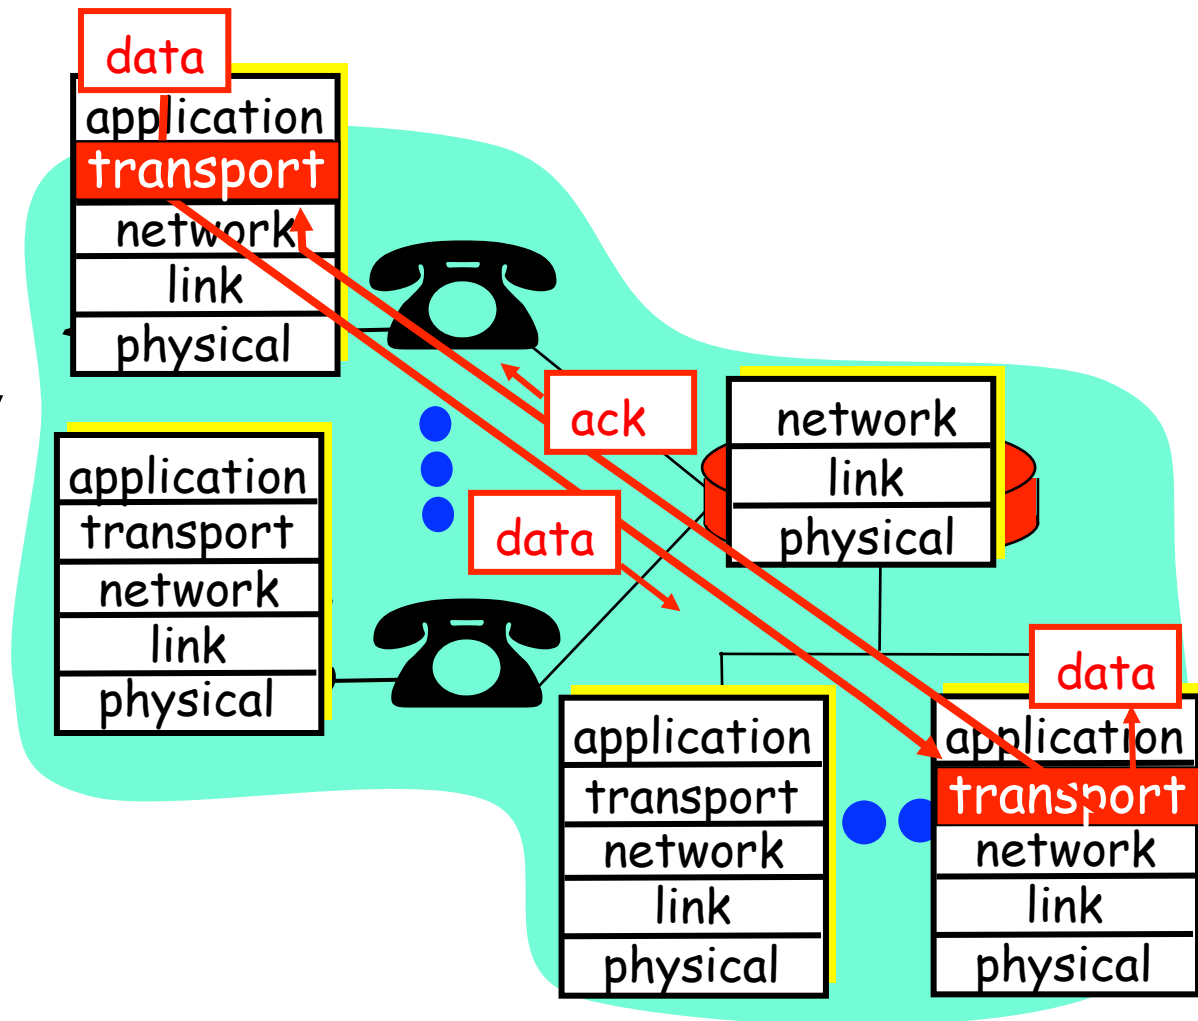 data
application
transport
network
link
physical
ack
network
link
physical
application
transport
network
link
physical
data
data
application
transport
network
link
physical
application
transport
network
link
physical